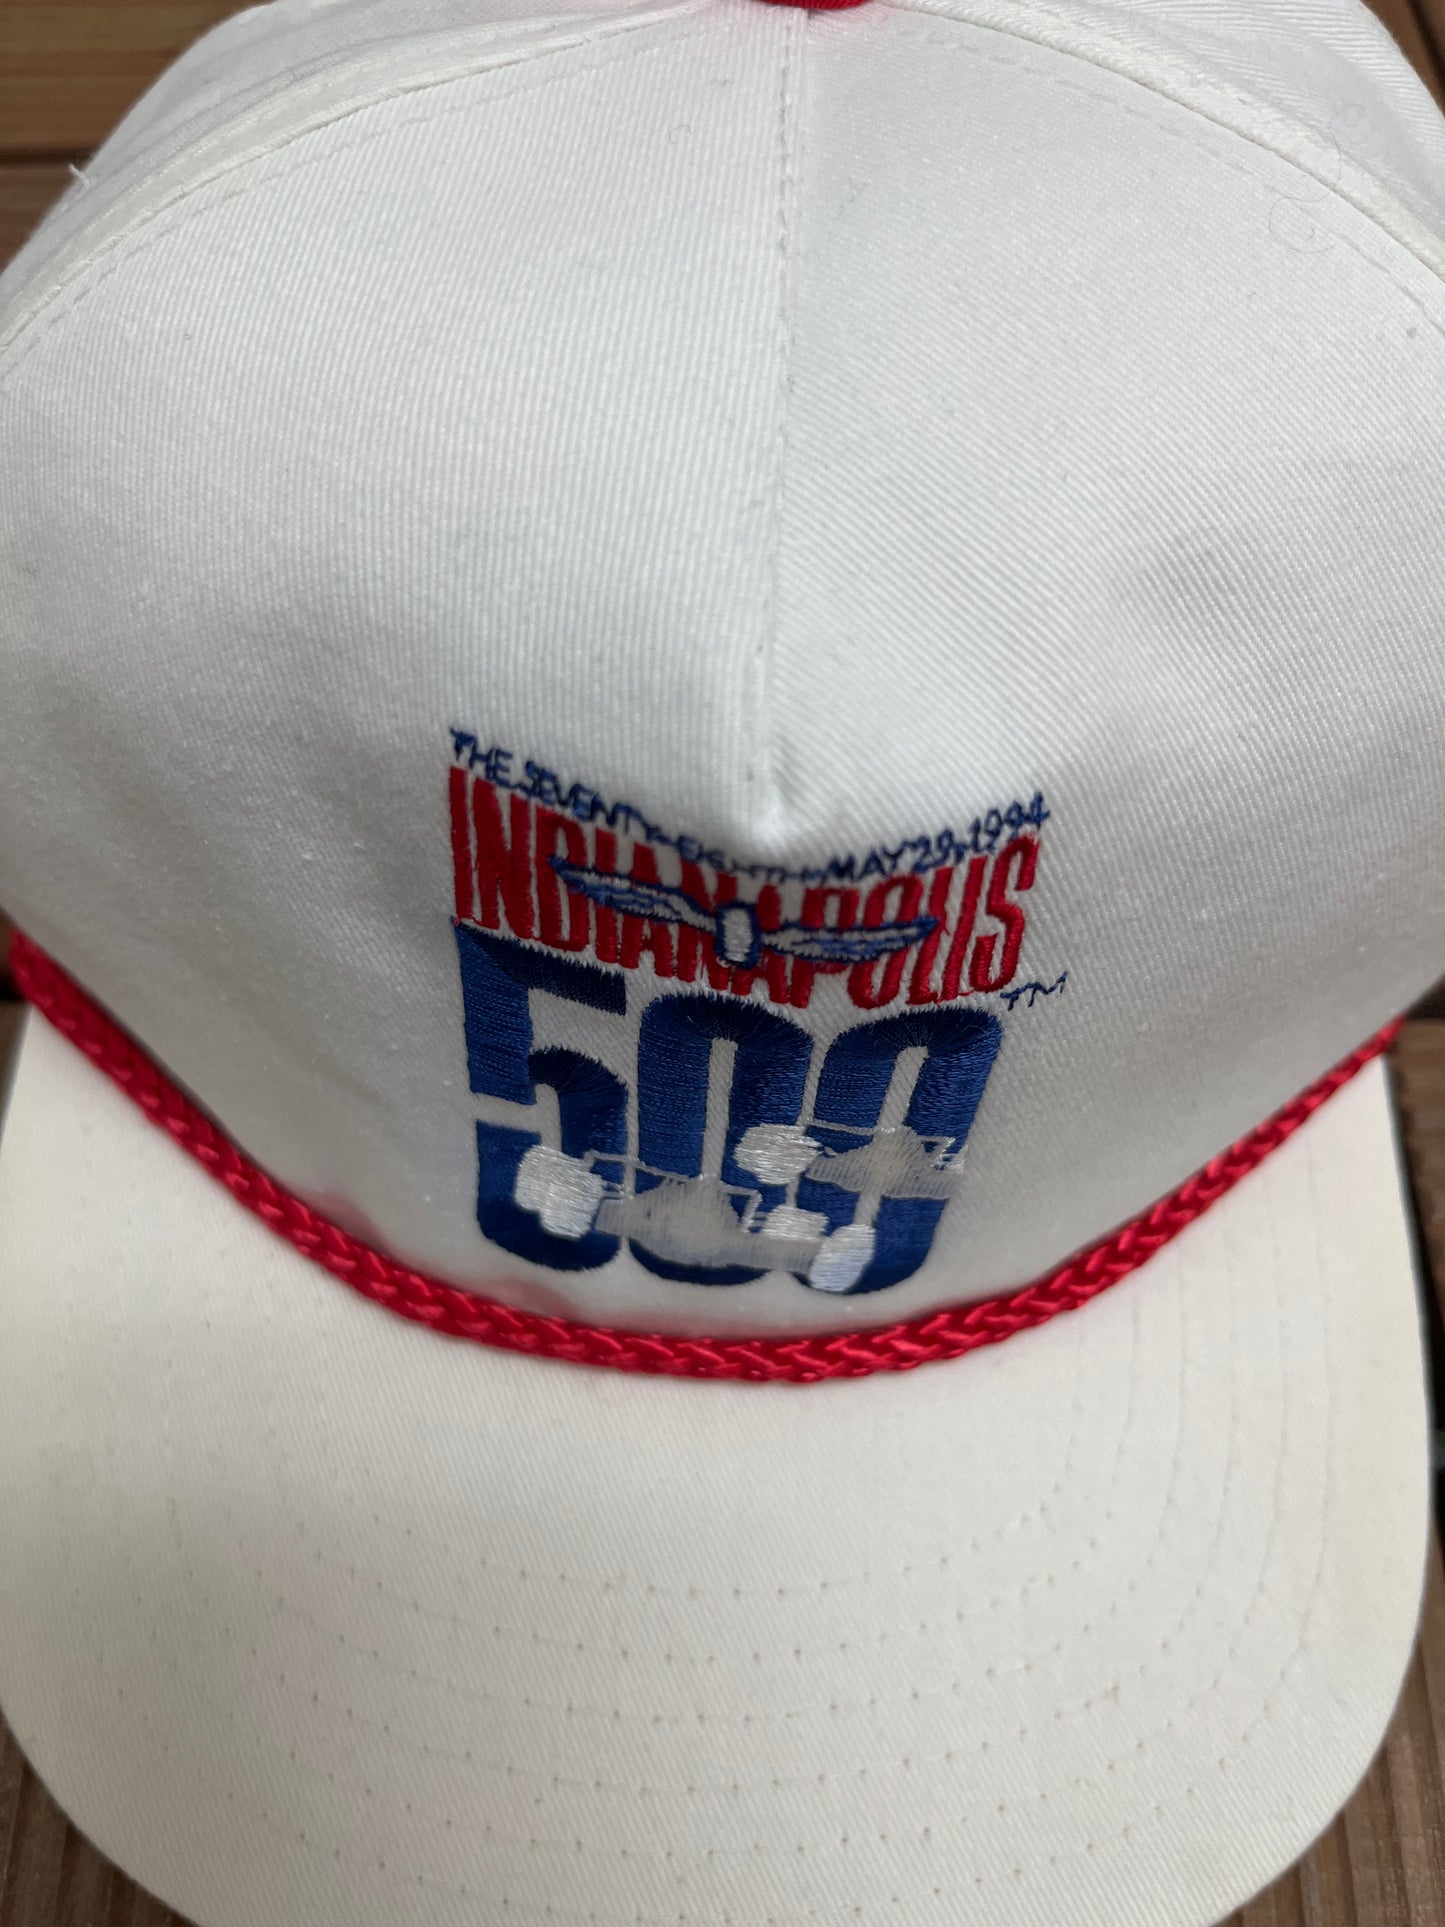 THE SEVENTY-EIGHTH • MAY 29, 1994
INDIANAPOLIS
500 TM